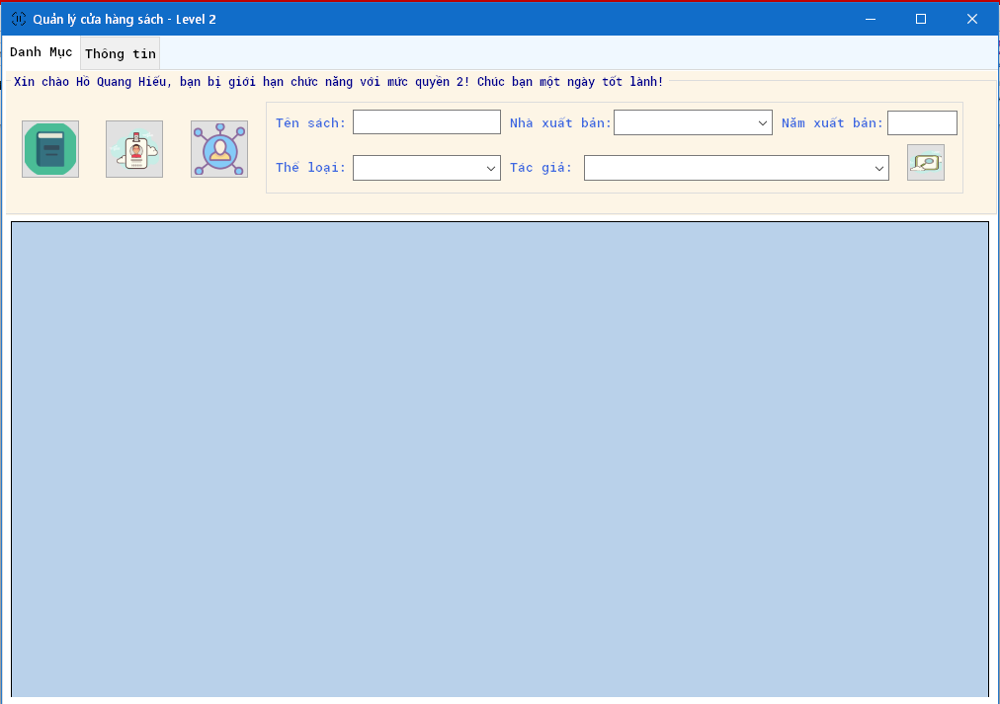 Quản lý cửa hàng sách - Level 2
Danh Mục Thông tin
Xin chào Hồ Quang Hiếu, bạn bị giới hạn chức năng với mức quyền 2! Chúc bạn một ngày tốt lành!
Tên sách: Nhà xuất bản: Năm xuất bản:
Thể loại: Tác giả: